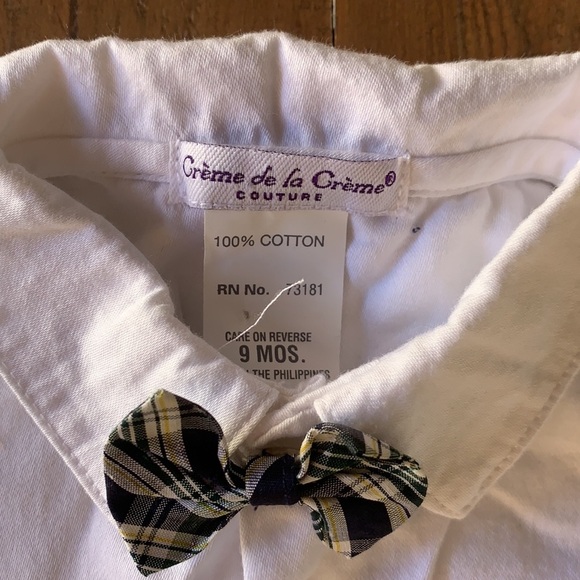 Crème de la Crème®
COUTURE
100% COTTON
RN No. 73181
CARE ON REVERSE
9 MOS.
THE PHILIPPINES